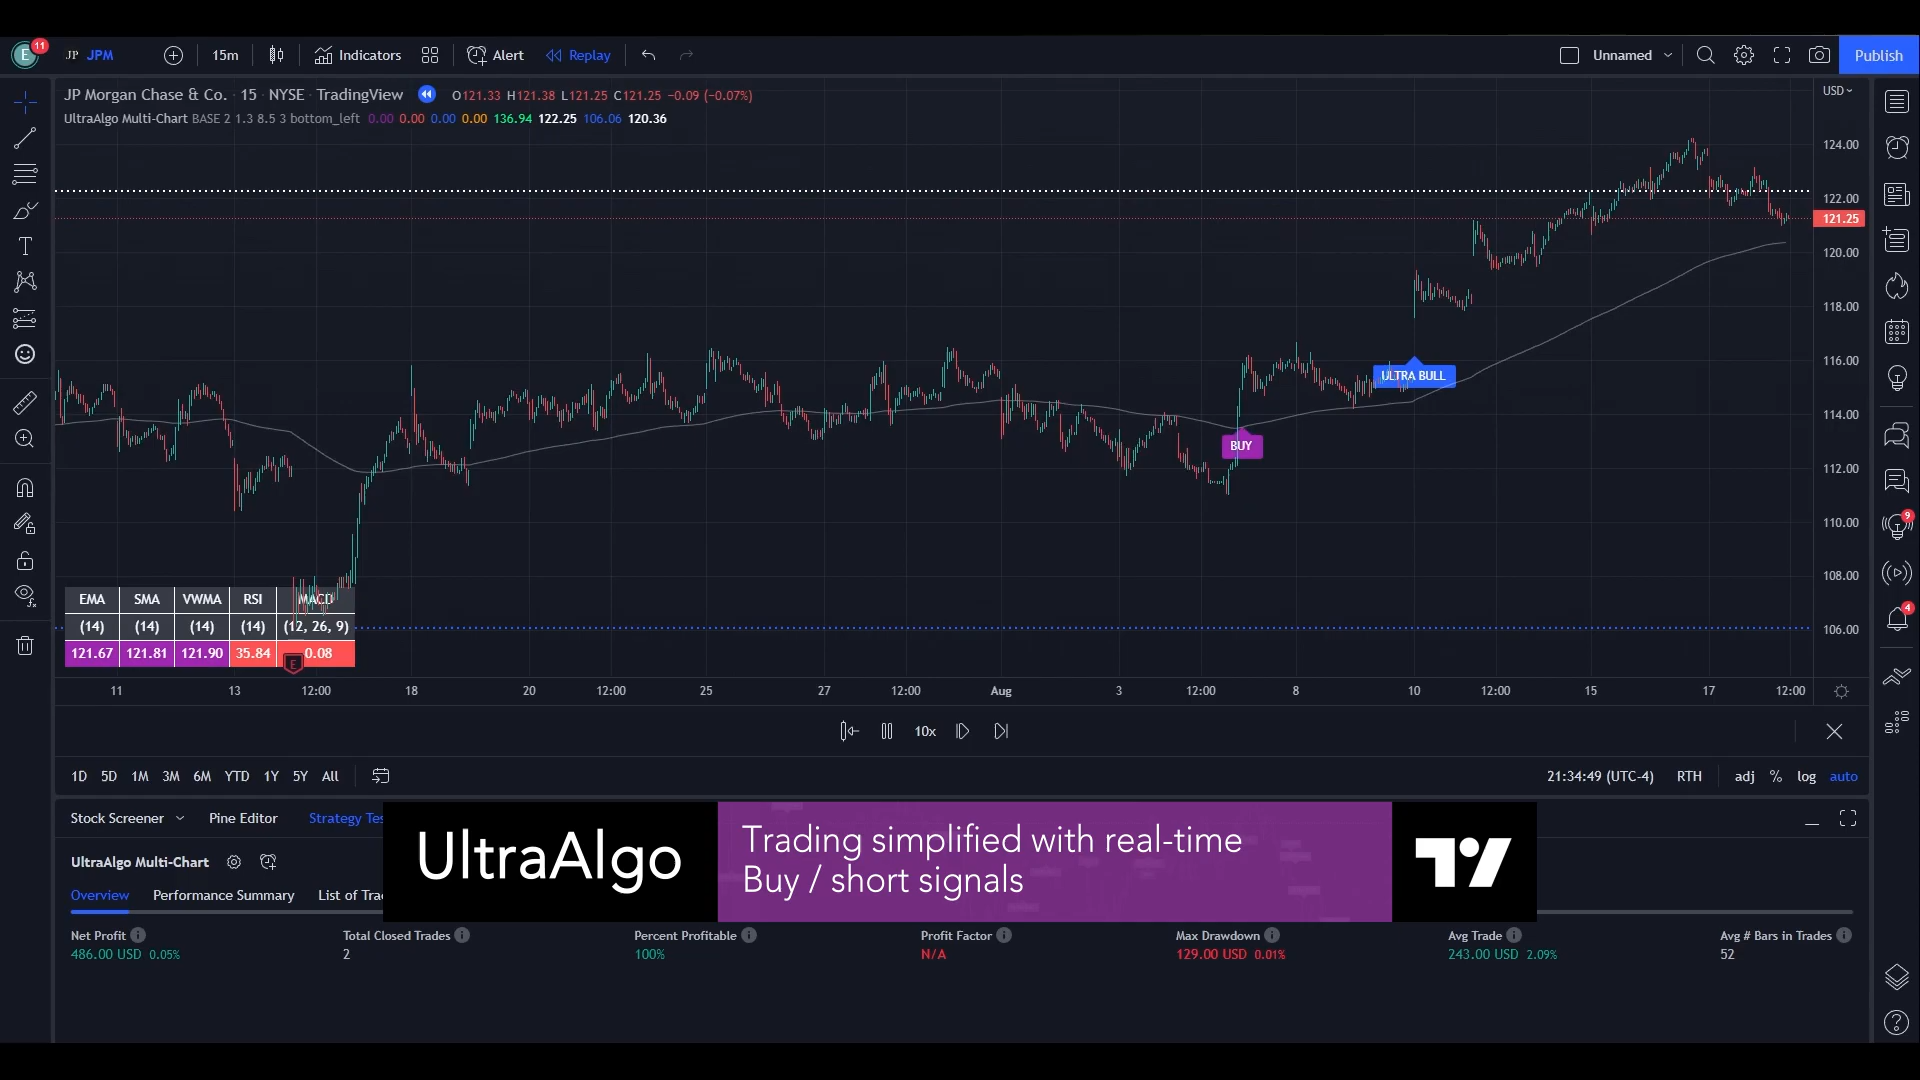 E 11 JP JPM 15m Indicators Alert Replay Unnamed Publish
JP Morgan Chase & Co. · 15 · NYSE · TradingView O121.33 H121.38 L121.25 C121.25 −0.09 (−0.07%)
UltraAlgo Multi-Chart BASE 2 1.3 8.5 3 bottom_left 0.00 0.00 0.00 0.00 136.94 122.25 106.06 120.36
USD
124.00
122.00
121.25
120.00
118.00
116.00
114.00
112.00
110.00
108.00
106.00
ULTRA BULL
BUY
9
4
EMA SMA VWMA RSI MACD
(14) (14) (14) (14) (12, 26, 9)
121.67 121.81 121.90 35.84 0.08
E
11 13 12:00 18 20 12:00 25 27 12:00 Aug 3 12:00 8 10 12:00 15 17 12:00
10x
1D 5D 1M 3M 6M YTD 1Y 5Y All 21:34:49 (UTC-4) RTH adj % log auto
Stock Screener Pine Editor Strategy Tes
UltraAlgo
Trading simplified with real-time
Buy / short signals
UltraAlgo Multi-Chart
Overview Performance Summary List of Trad
Net Profit Total Closed Trades Percent Profitable Profit Factor Max Drawdown Avg Trade Avg # Bars in Trades
486.00 USD 0.05% 2 100% N/A 129.00 USD 0.01% 243.00 USD 2.09% 52